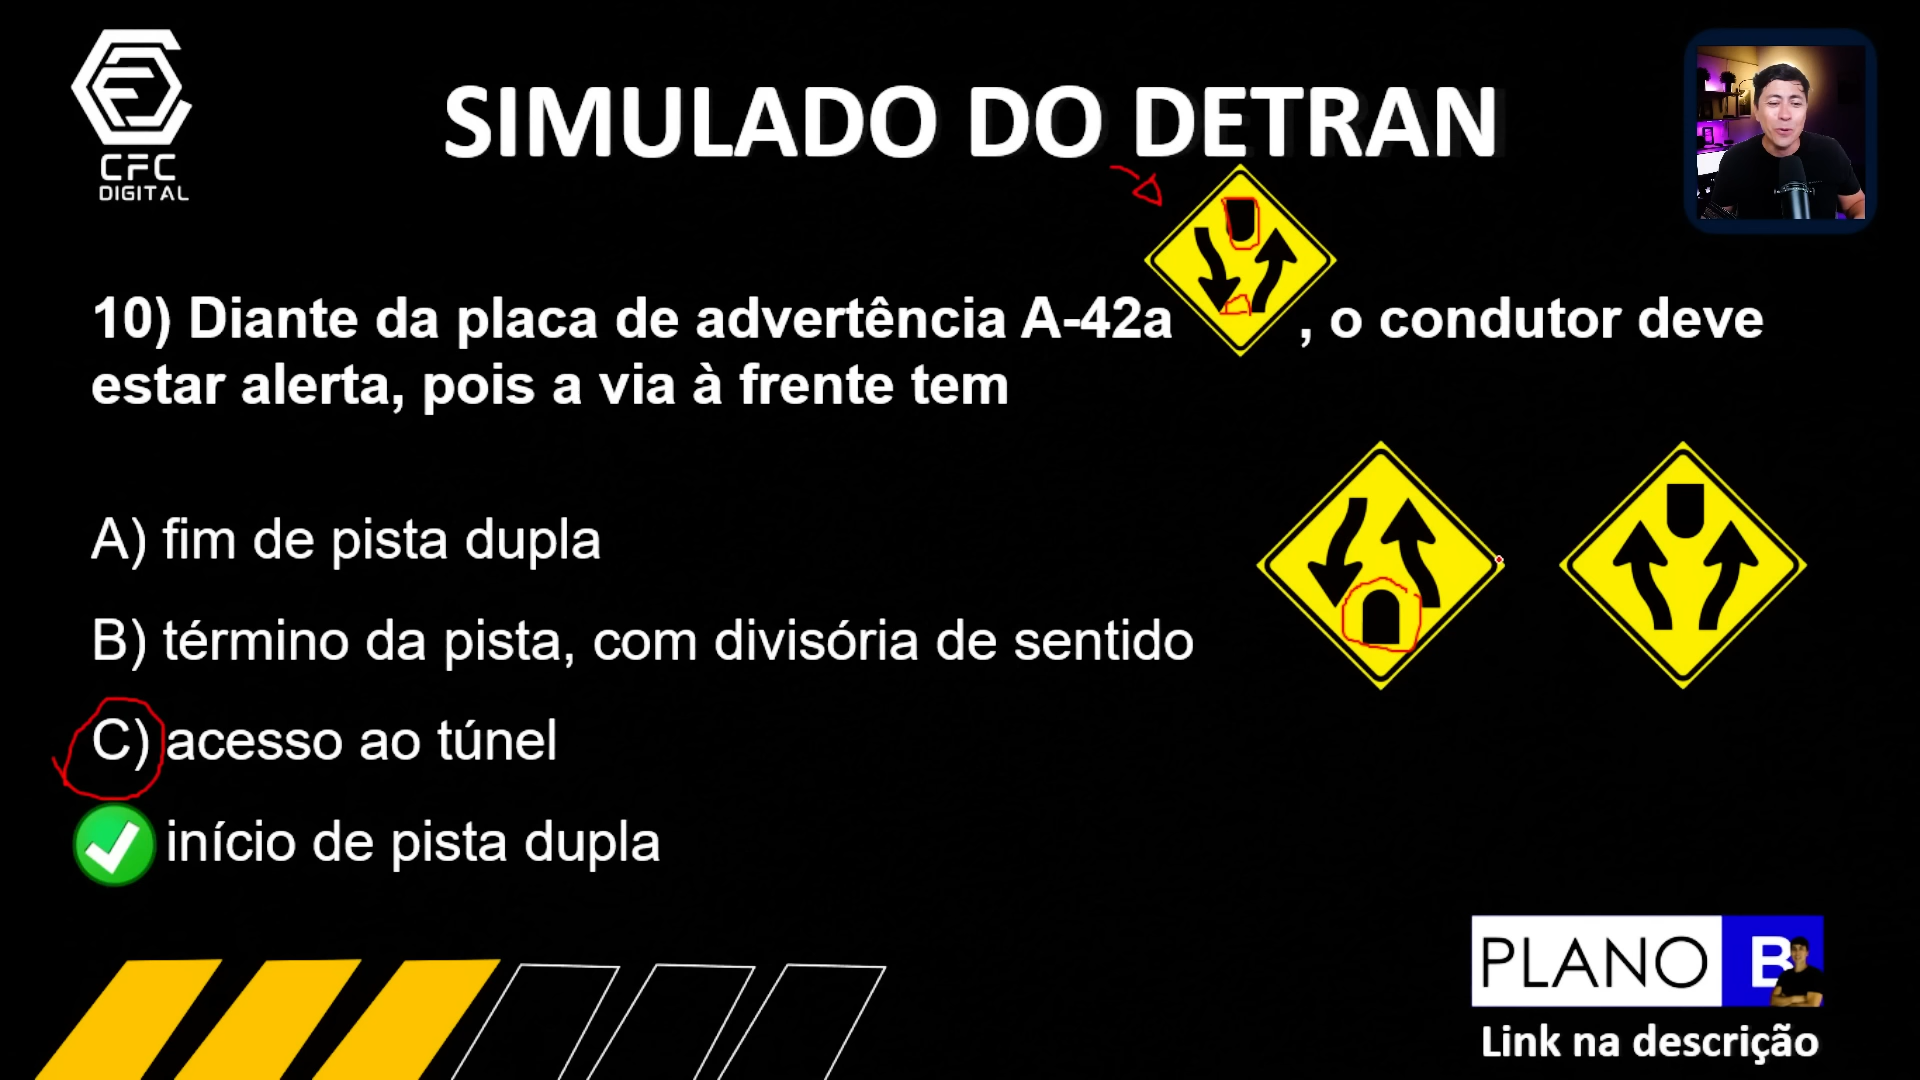 CFC
DIGITAL
SIMULADO DO DETRAN
10) Diante da placa de advertência A-42a , o condutor deve
estar alerta, pois a via à frente tem
A) fim de pista dupla
B) término da pista, com divisória de sentido
C) acesso ao túnel
início de pista dupla
PLANO B
Link na descrição